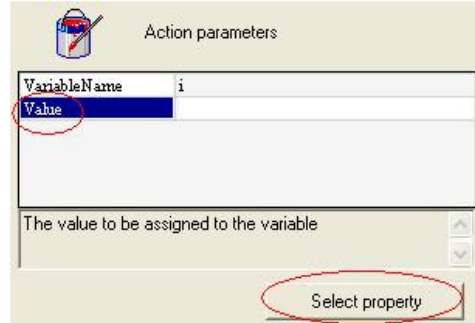 Action parameters
VariableName i
Value
The value to be assigned to the variable
Select property